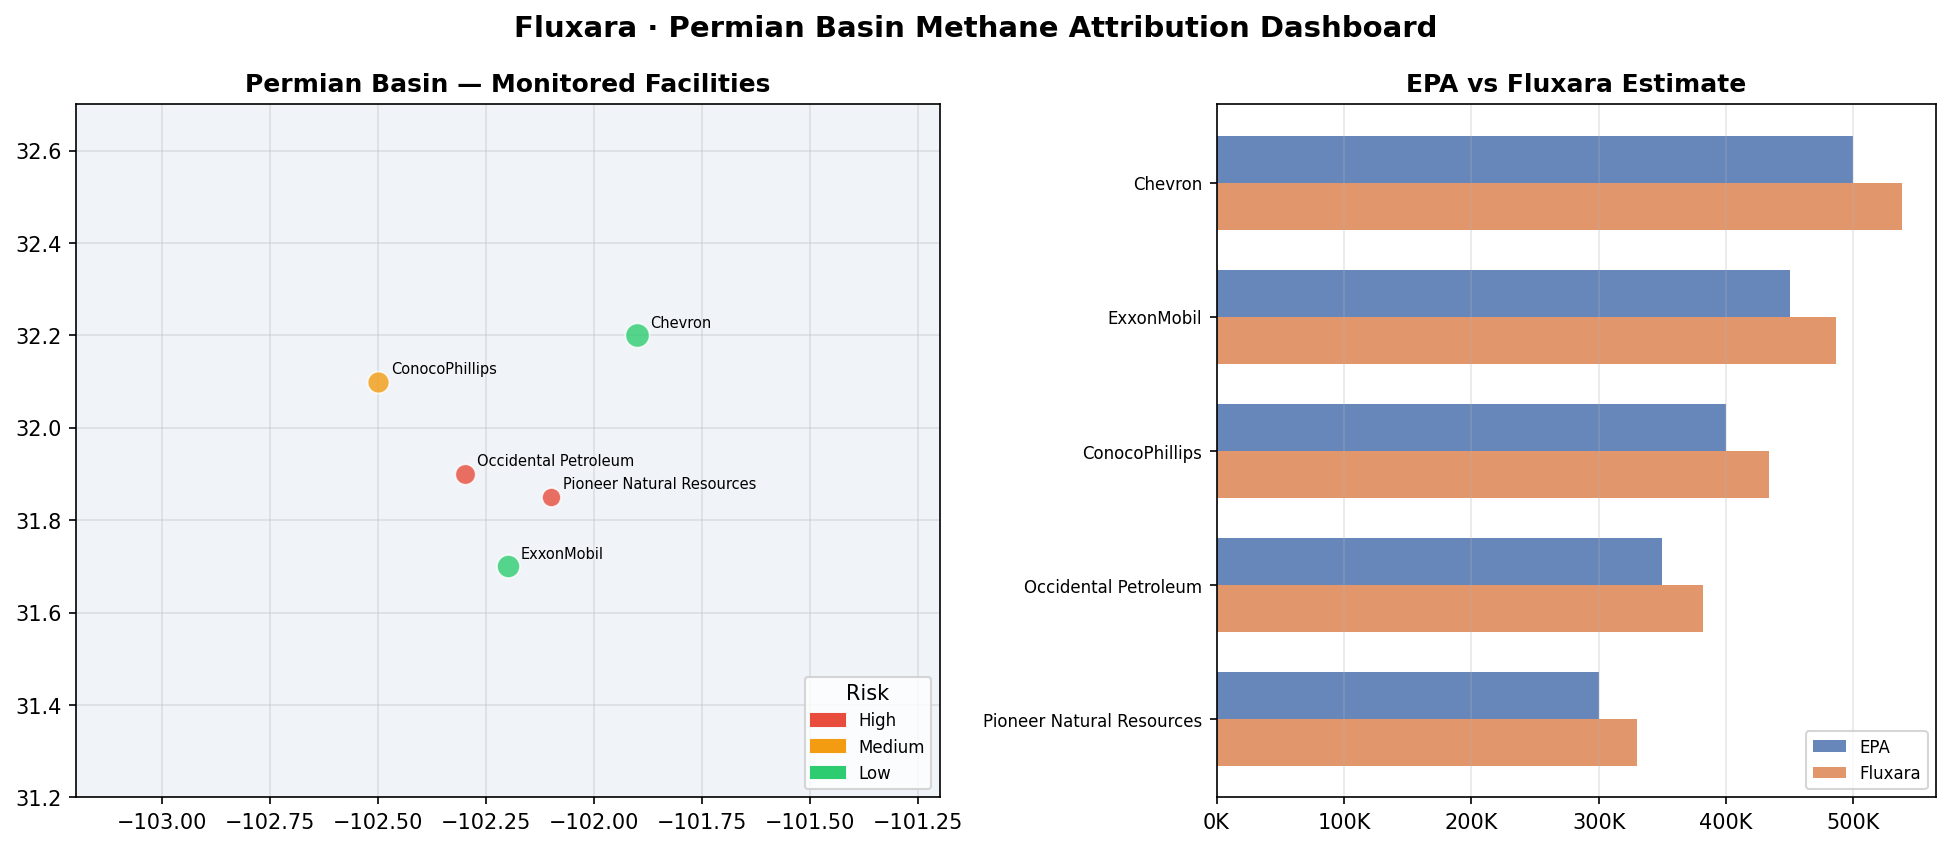 Fluxara · Permian Basin Methane Attribution Dashboard
Permian Basin — Monitored Facilities
32.6
32.4
32.2
32.0
31.8
31.6
31.4
31.2
−103.00 −102.75 −102.50 −102.25 −102.00 −101.75 −101.50 −101.25
Chevron
ConocoPhillips
Occidental Petroleum
Pioneer Natural Resources
ExxonMobil
Risk
High
Medium
Low
EPA vs Fluxara Estimate
Chevron
ExxonMobil
ConocoPhillips
Occidental Petroleum
Pioneer Natural Resources
0K 100K 200K 300K 400K 500K
EPA
Fluxara